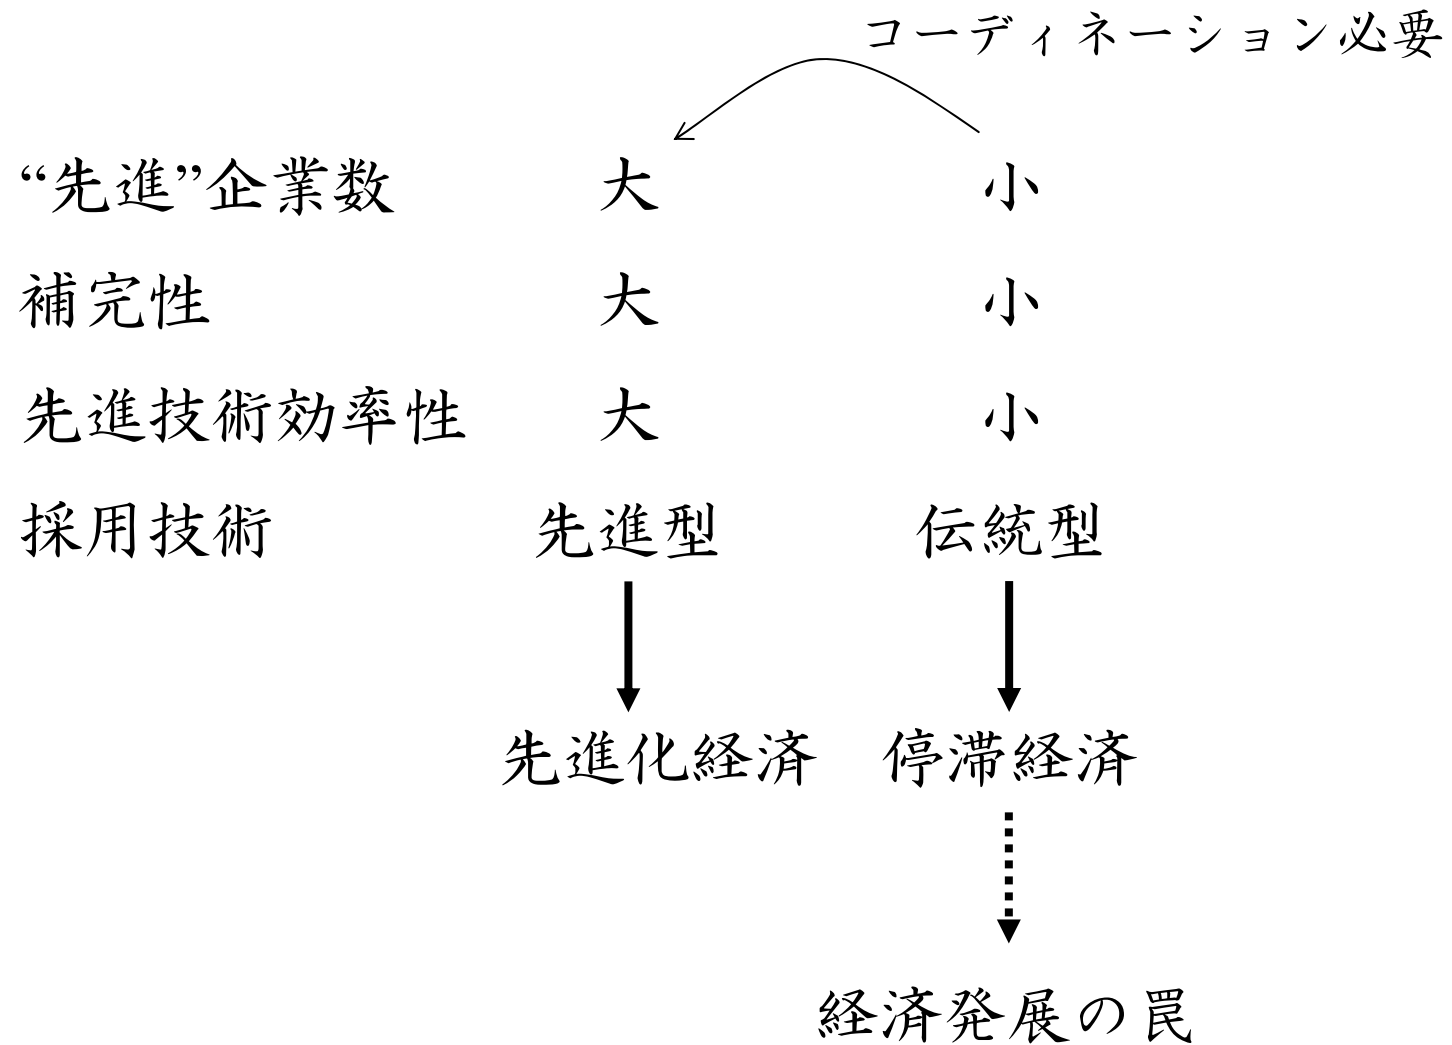 コーディネーション必要
“先進”企業数 大 小
補完性 大 小
先進技術効率性 大 小
採用技術 先進型 伝統型
先進化経済 停滞経済
経済発展の罠